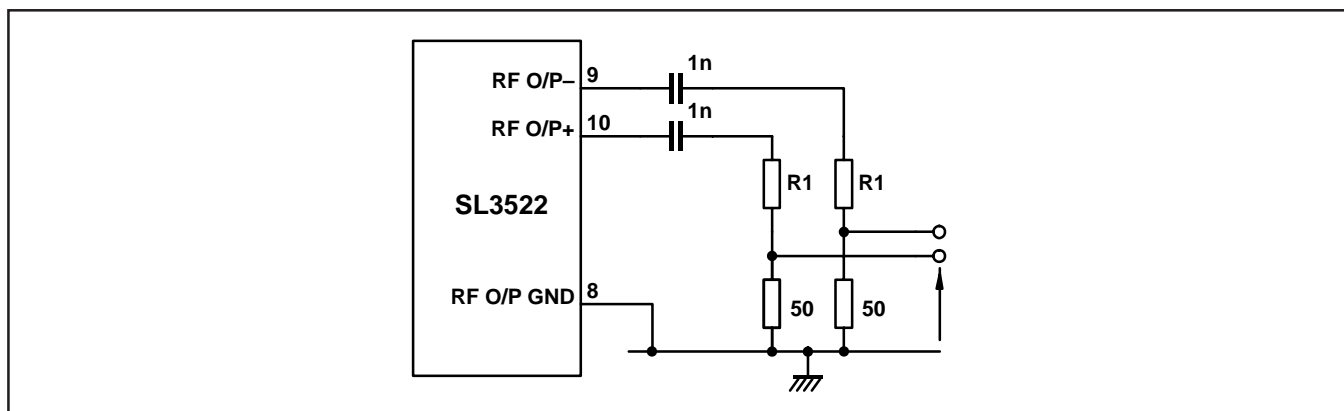 1n
RF O/P– 9
1n
RF O/P+ 10
R1 R1
SL3522
RF O/P GND 8
50 50